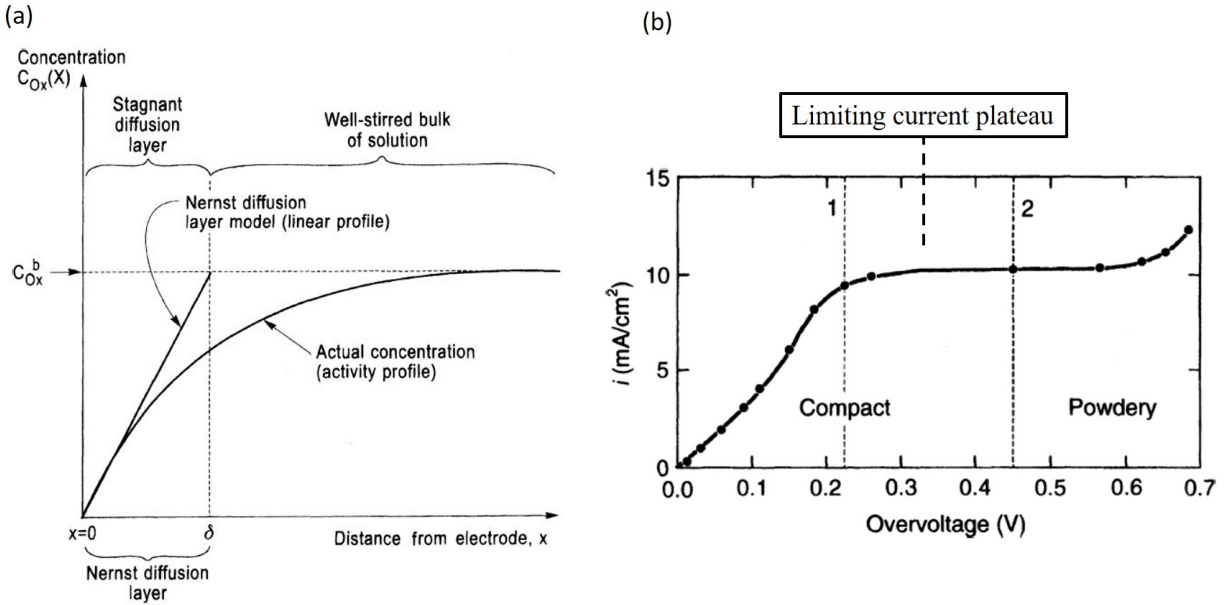 (a)
Concentration
C_Ox(X)
Stagnant
diffusion
layer
Well-stirred bulk
of solution
Nernst diffusion
layer model (linear profile)
C_Ox^b
Actual concentration
(activity profile)
x=0
δ
Distance from electrode, x
Nernst diffusion
layer
(b)
Limiting current plateau
15
10
5
0
i (mA/cm²)
1
2
Compact
Powdery
0.0 0.1 0.2 0.3 0.4 0.5 0.6 0.7
Overvoltage (V)